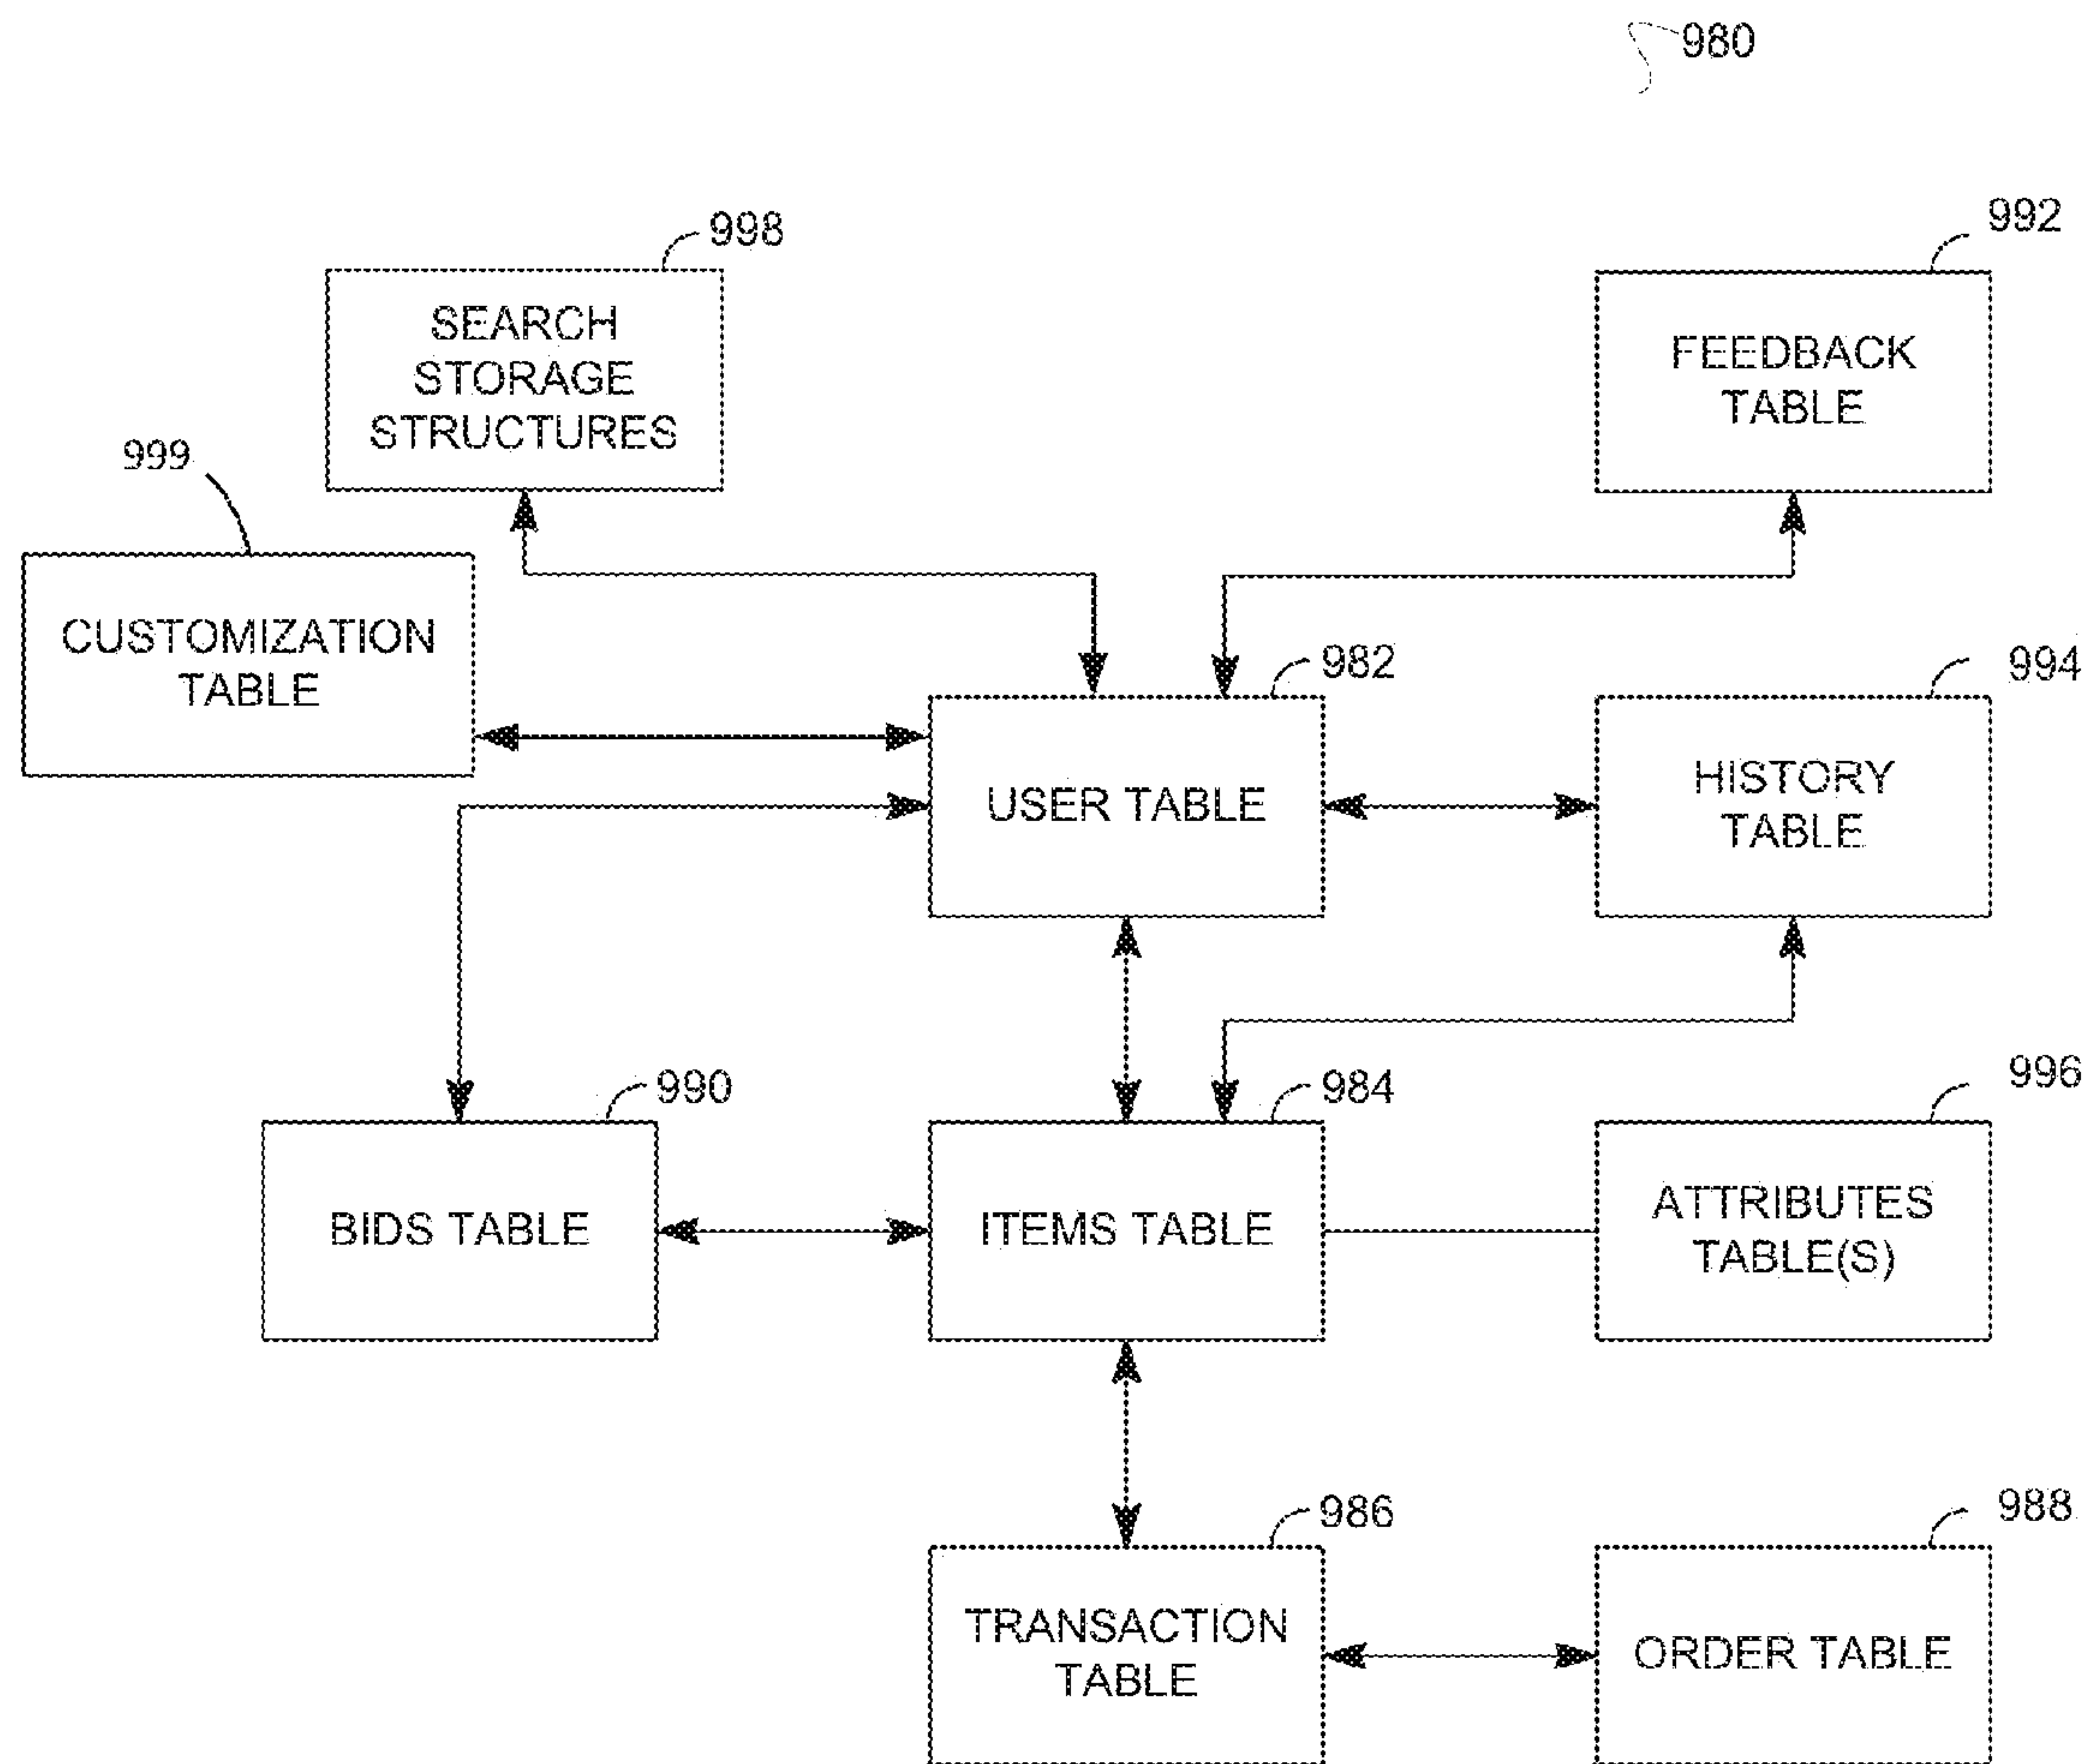 980
998
992
SEARCH
STORAGE
STRUCTURES
FEEDBACK
TABLE
999
CUSTOMIZATION
TABLE
982
994
USER TABLE
HISTORY
TABLE
990
984
996
BIDS TABLE
ITEMS TABLE
ATTRIBUTES
TABLE(S)
986
988
TRANSACTION
TABLE
ORDER TABLE